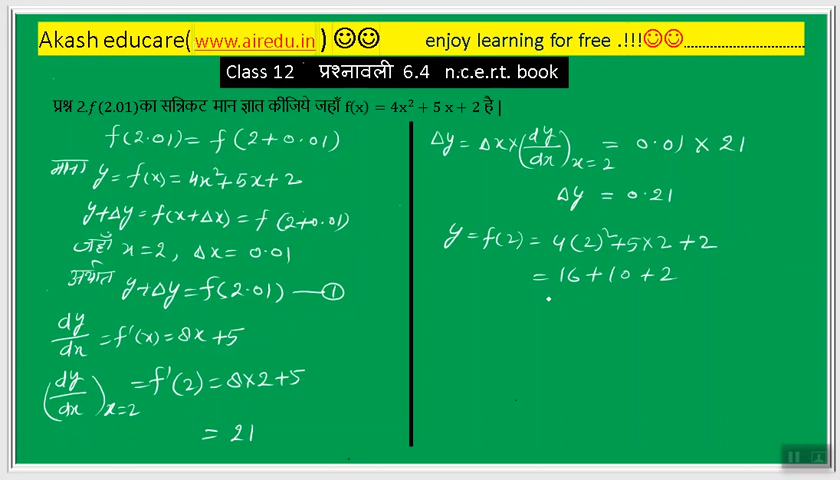 Akash educare( www.airedu.in ) ☺☺ enjoy learning for free .!!!☺☺................................
Class 12 प्रश्नावली 6.4 n.c.e.r.t. book
प्रश्न 2.f (2.01)का सन्निकट मान ज्ञात कीजिये जहाँ f(x) = 4x² + 5 x + 2 है |
f(2.01) = f(2+0.01)
माना y = f(x) = 4x²+5x+2
y+Δy = f(x+Δx) = f (2+0.01)
जहाँ x=2, Δx = 0.01
अर्थात y+Δy = f(2.01) —①
dy/dx = f'(x) = 8x+5
(dy/dx)x=2 = f'(2) = 8×2+5
= 21
Δy = Δx × (dy/dx)x=2 = 0.01 × 21
Δy = 0.21
y = f(2) = 4(2)²+5×2+2
= 16+10+2